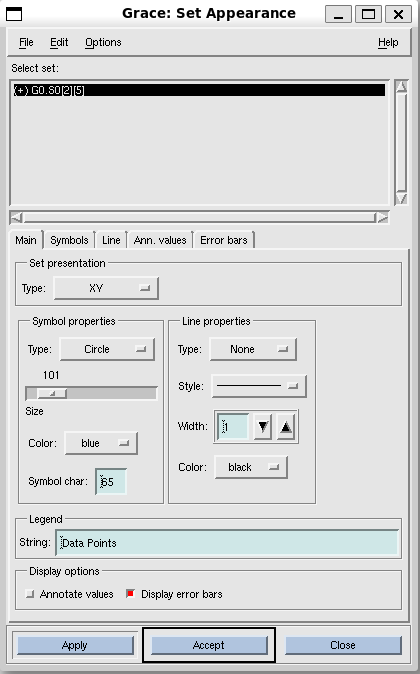 Grace: Set Appearance
File Edit Options Help
Select set:
(+) G0.S0[2][5]
Main Symbols Line Ann. values Error bars
Set presentation
Type: XY
Symbol properties Line properties
Type: Circle Type: None
101
Style:
Size
Width: 1
Color: blue
Color: black
Symbol char: 65
Legend
String: Data Points
Display options
Annotate values Display error bars
Apply Accept Close